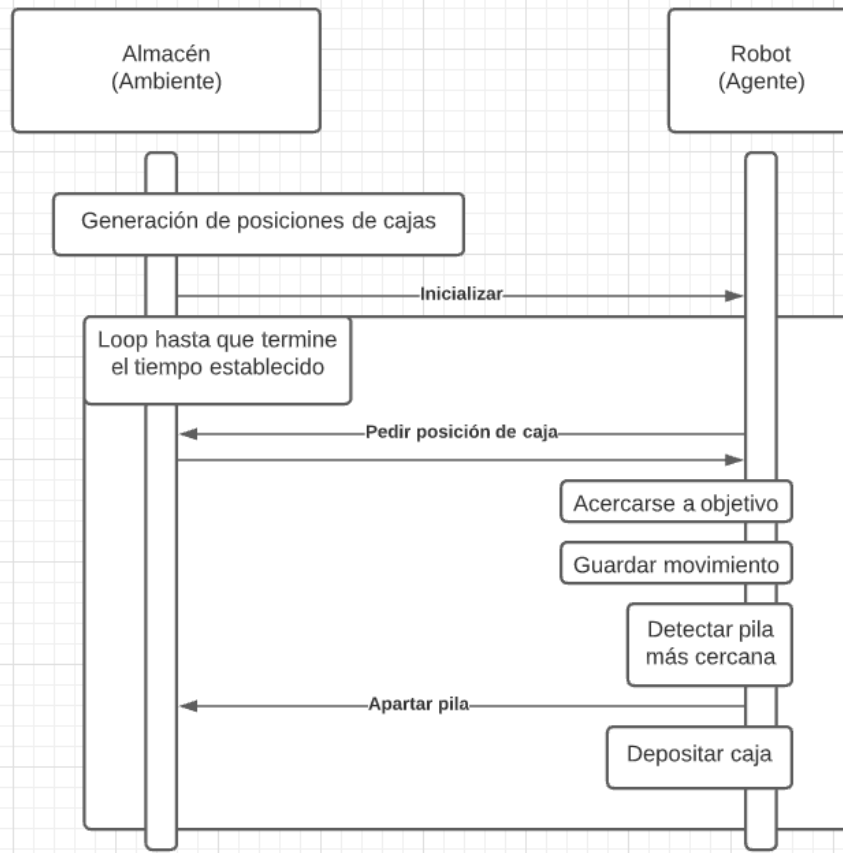 Almacén
(Ambiente)
Robot
(Agente)
Generación de posiciones de cajas
Inicializar
Loop hasta que termine
el tiempo establecido
Pedir posición de caja
Acercarse a objetivo
Guardar movimiento
Detectar pila
más cercana
Apartar pila
Depositar caja